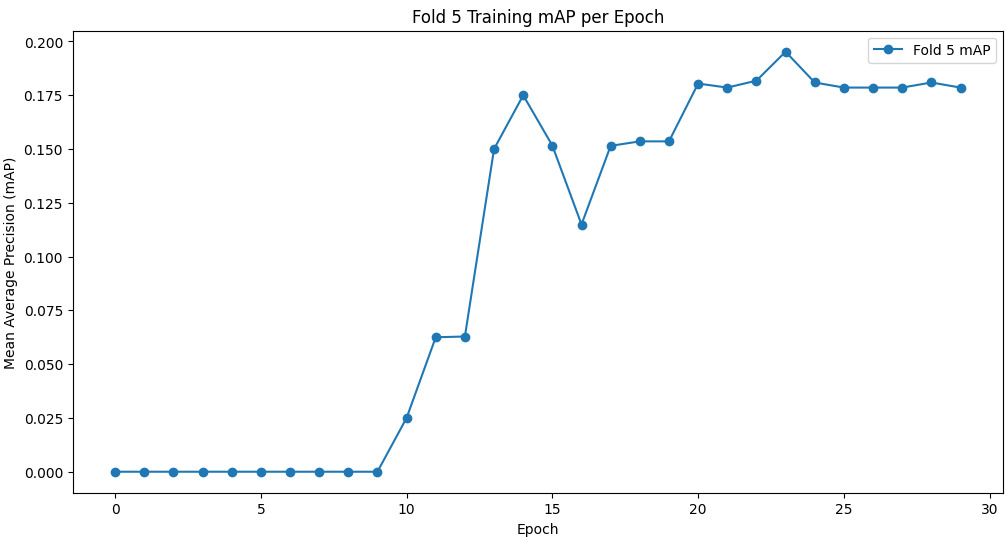 Fold 5 Training mAP per Epoch
Fold 5 mAP
Mean Average Precision (mAP)
0.200
0.175
0.150
0.125
0.100
0.075
0.050
0.025
0.000
0 5 10 15 20 25 30
Epoch